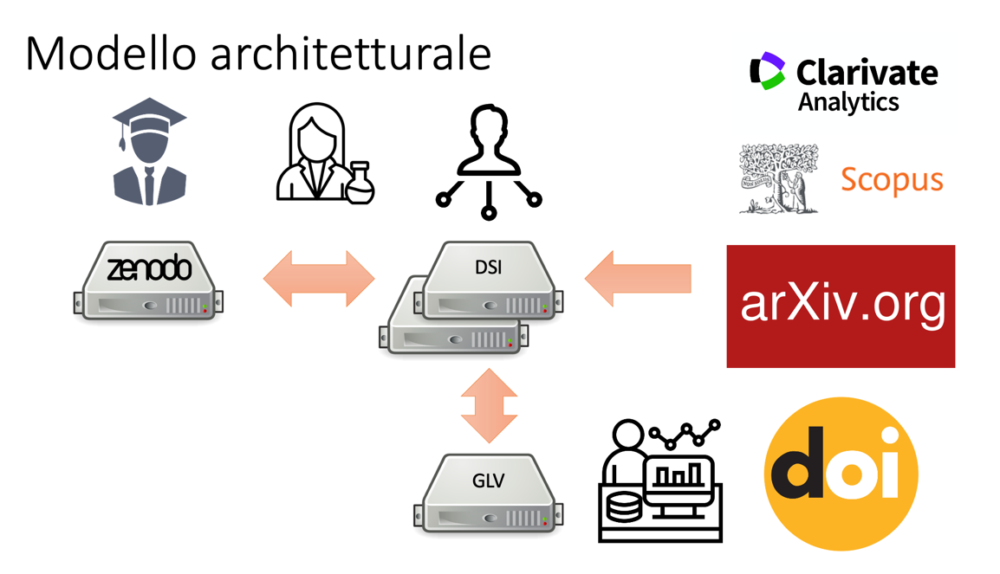 Modello architetturale
Clarivate
Analytics
Scopus
zenodo
DSI
arXiv.org
GLV
doi